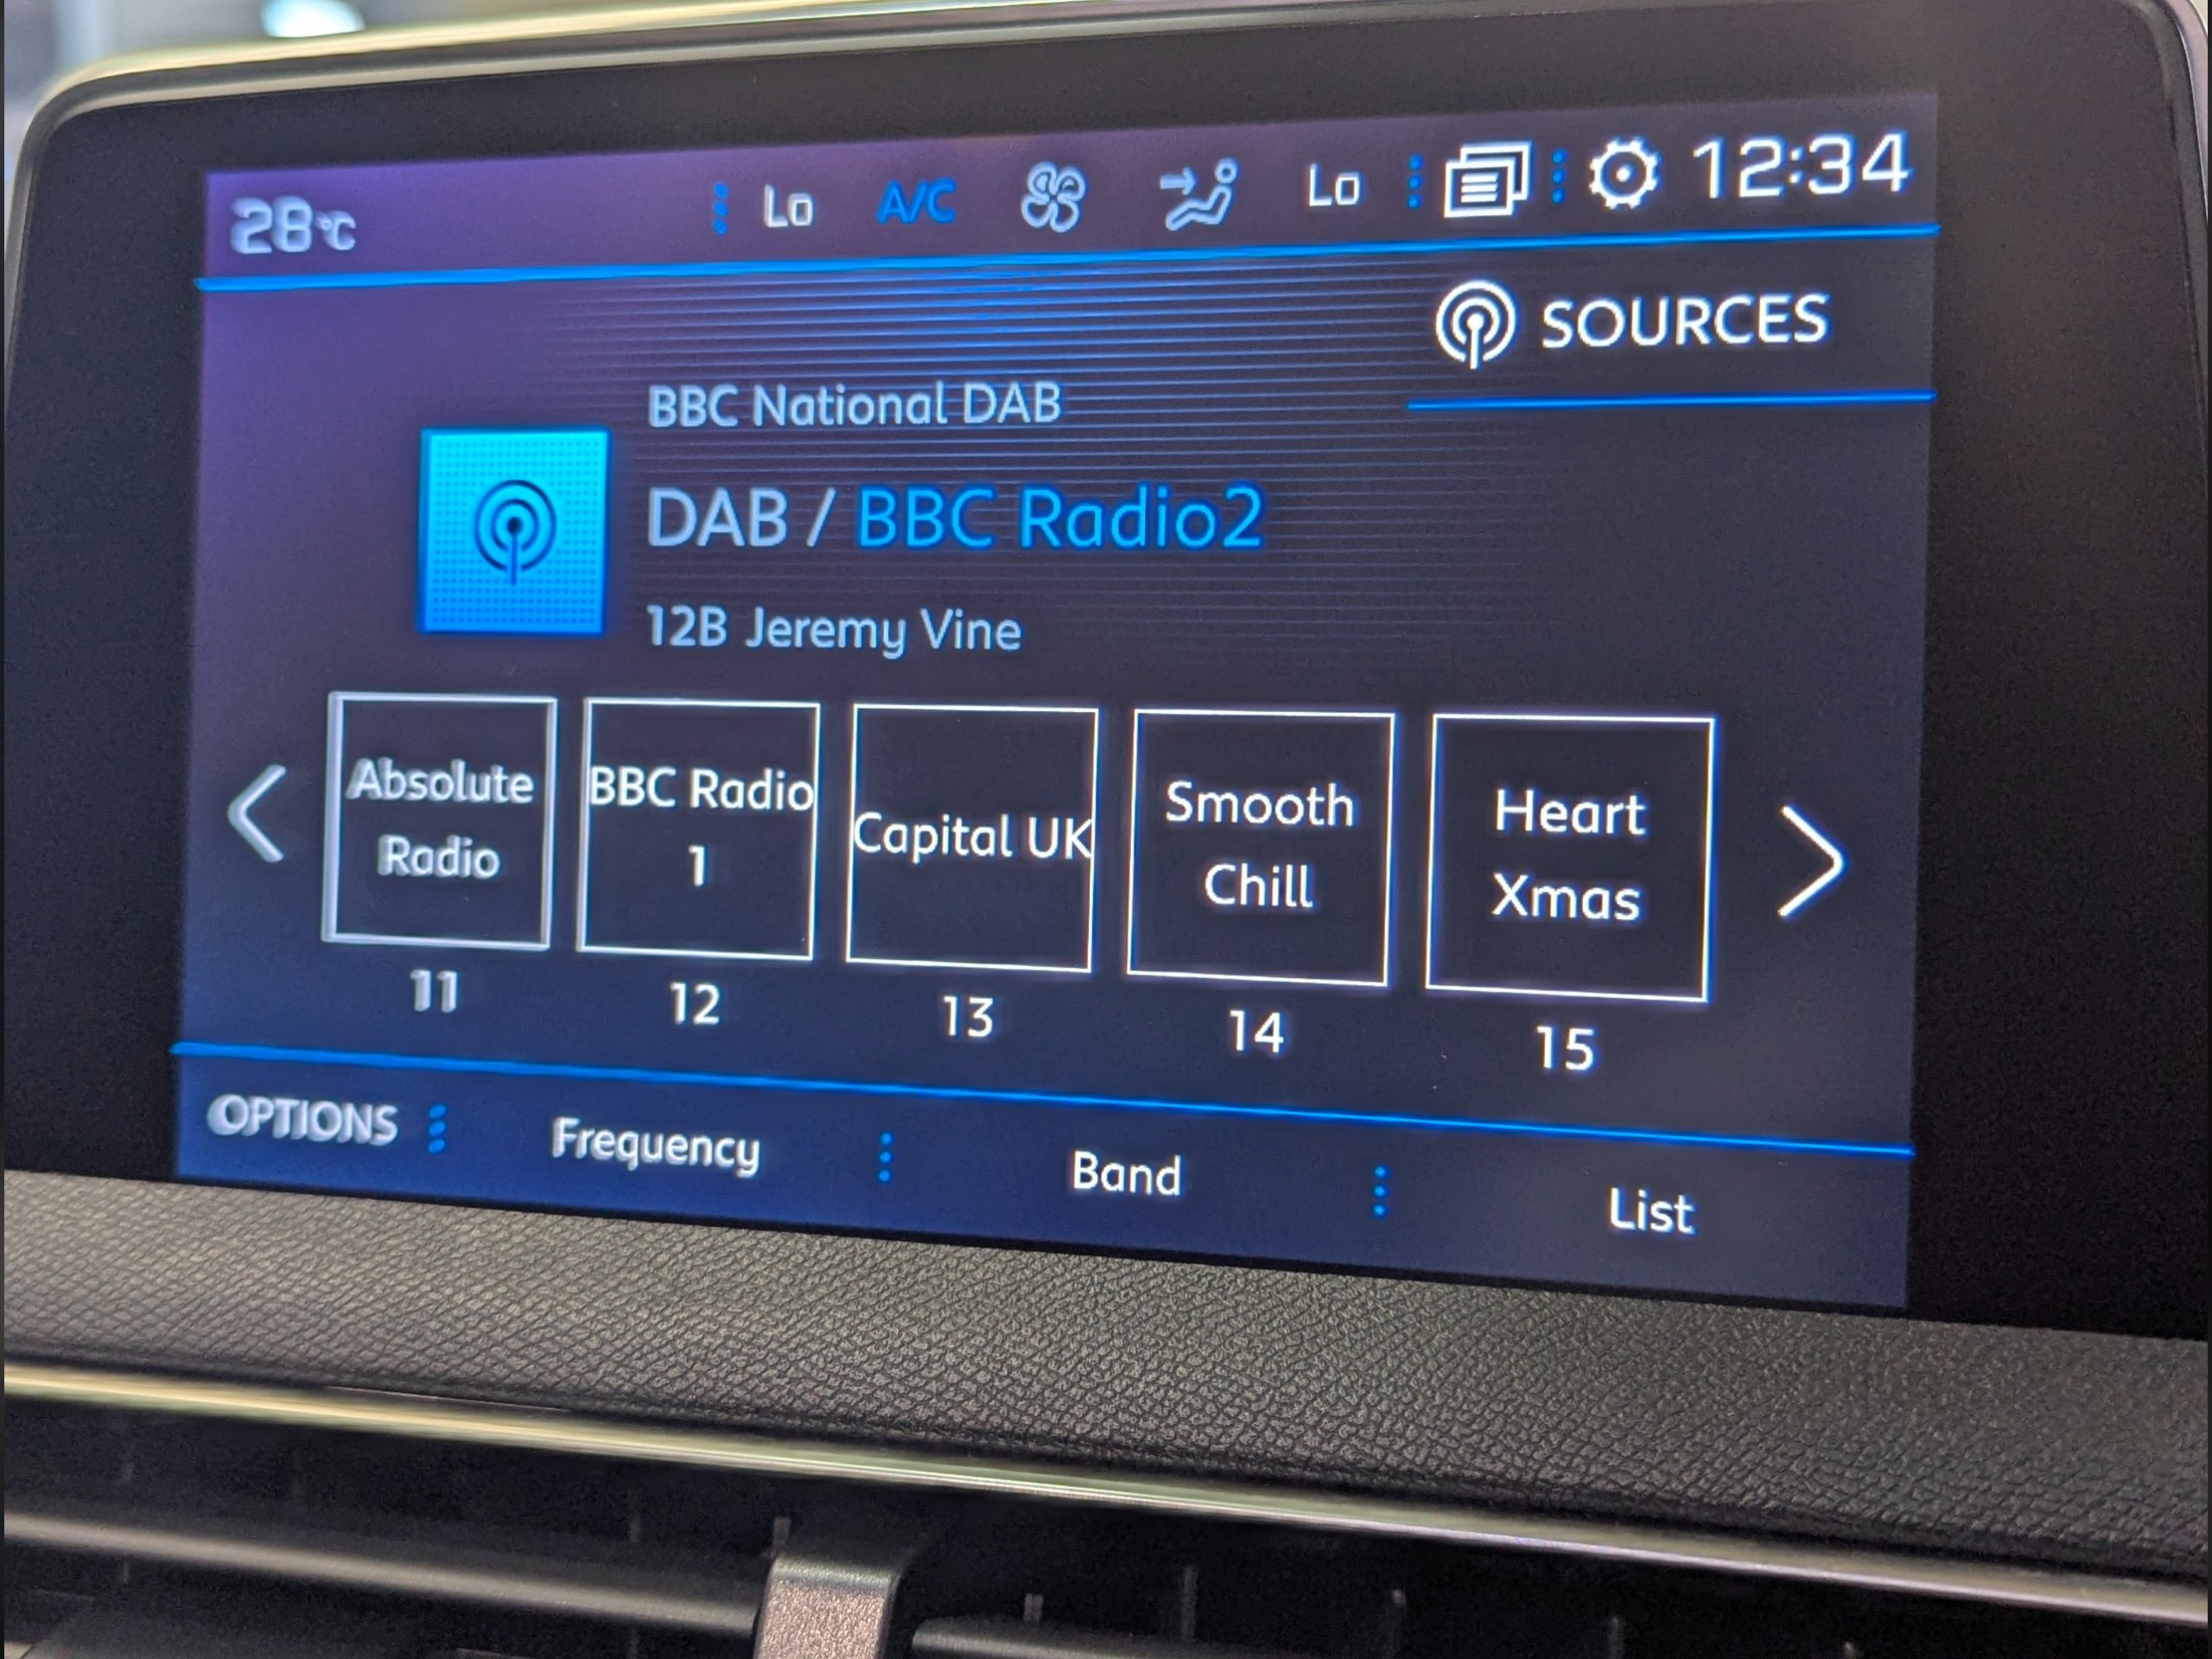 28°C Lo A/C Lo 12:34
SOURCES
BBC National DAB
DAB / BBC Radio2
12B Jeremy Vine
Absolute
Radio
11
BBC Radio
1
12
Capital UK
13
Smooth
Chill
14
Heart
Xmas
15
OPTIONS Frequency Band List